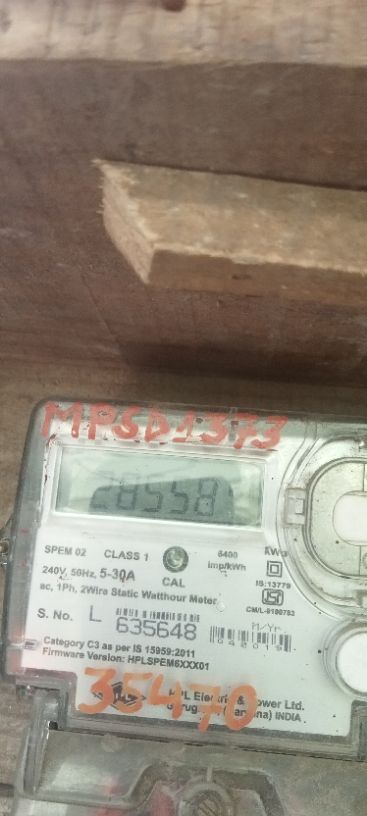 MPSD1373
28558
SPEM 02 CLASS 1 6400 imp/kWh KWh
240V, 50Hz, 5-30A CAL IS:13779
ac, 1Ph, 2Wire Static Watthour Meter
CM/L-9100793
S. No. L 635648 M/Yr.
Category C3 as per IS 15959:2011
Firmware Version: HPLSPEM6XXX01
35470
HPL Electric & Power Ltd.
INDIA